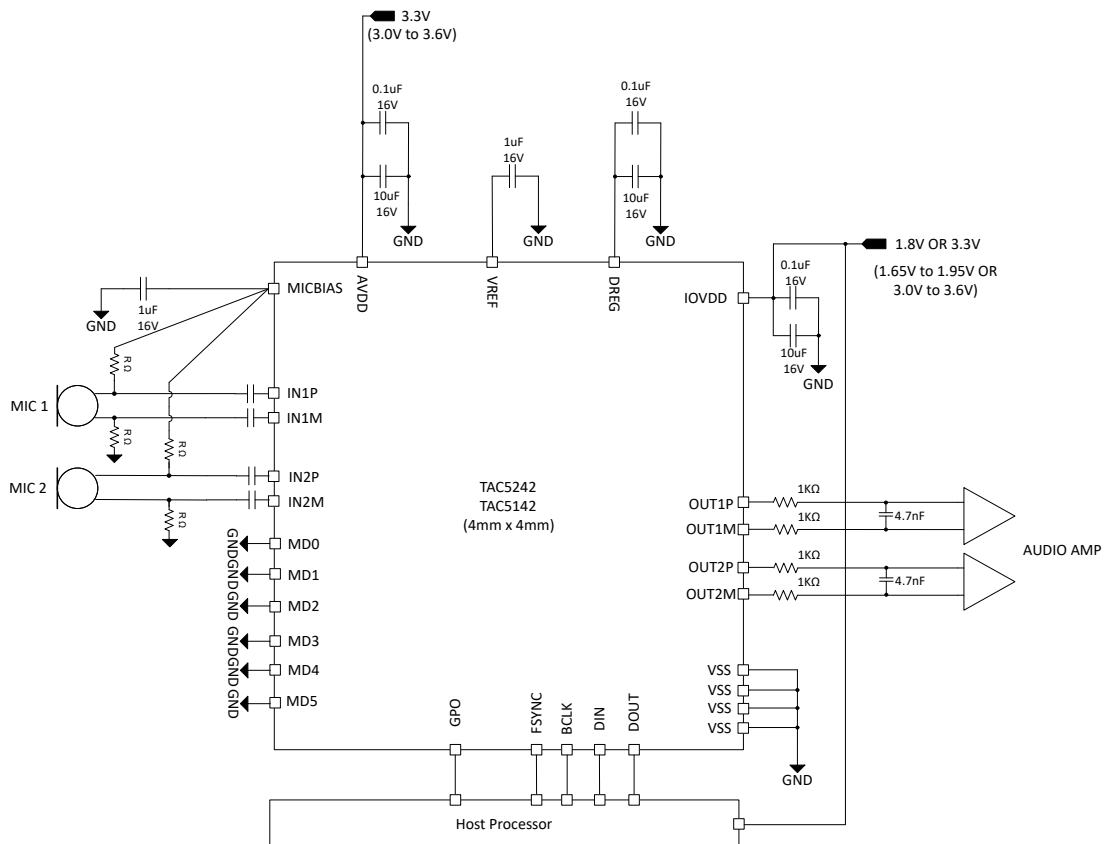 3.3V
(3.0V to 3.6V)
0.1uF
16V
10uF
16V
GND
1uF
16V
GND
0.1uF
16V
10uF
16V
GND
1.8V OR 3.3V
(1.65V to 1.95V OR
3.0V to 3.6V)
0.1uF
16V
10uF
16V
GND
AVDD
VREF
DREG
IOVDD
MICBIAS
1uF
16V
GND
RΩ
RΩ
RΩ
RΩ
MIC 1
MIC 2
IN1P
IN1M
IN2P
IN2M
TAC5242
TAC5142
(4mm x 4mm)
GND
MD0
GND
MD1
GND
MD2
GND
MD3
GND
MD4
GND
MD5
OUT1P
1KΩ
OUT1M
1KΩ
4.7nF
OUT2P
1KΩ
OUT2M
1KΩ
4.7nF
AUDIO AMP
VSS
VSS
VSS
VSS
GND
GPO
FSYNC
BCLK
DIN
DOUT
Host Processor